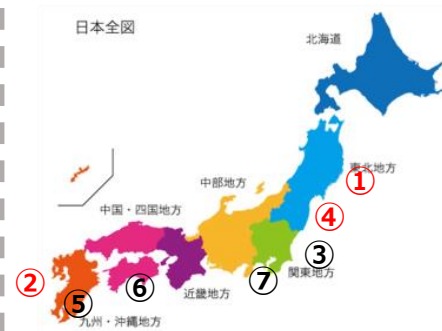 日本全図
北海道
東北地方
①
中部地方
中国・四国地方
④
③
関東地方
②
⑦
⑥
近畿地方
⑤
九州・沖縄地方